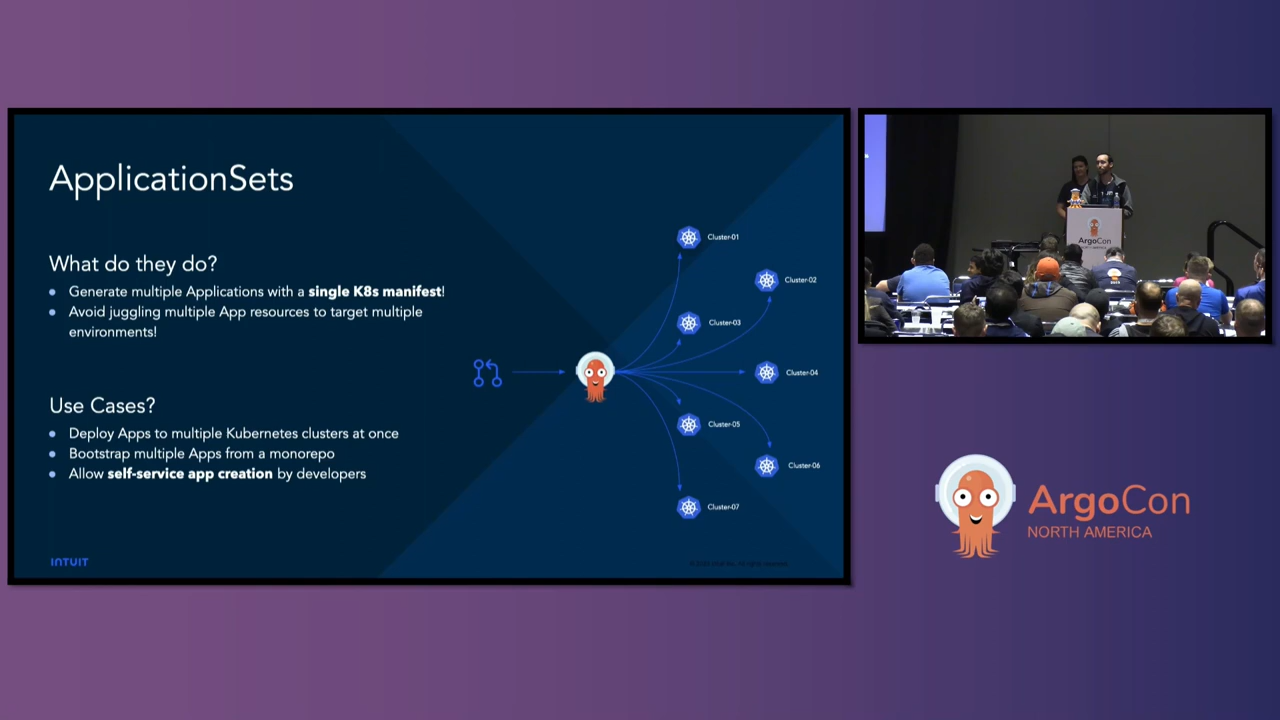 ApplicationSets
What do they do?
Generate multiple Applications with a single K8s manifest!
Avoid juggling multiple App resources to target multiple
environments!
Use Cases?
Deploy Apps to multiple Kubernetes clusters at once
Bootstrap multiple Apps from a monorepo
Allow self-service app creation by developers
Cluster-01
Cluster-02
Cluster-03
Cluster-04
Cluster-05
Cluster-06
Cluster-07
INTUIT
ArgoCon
ArgoCon
NORTH AMERICA